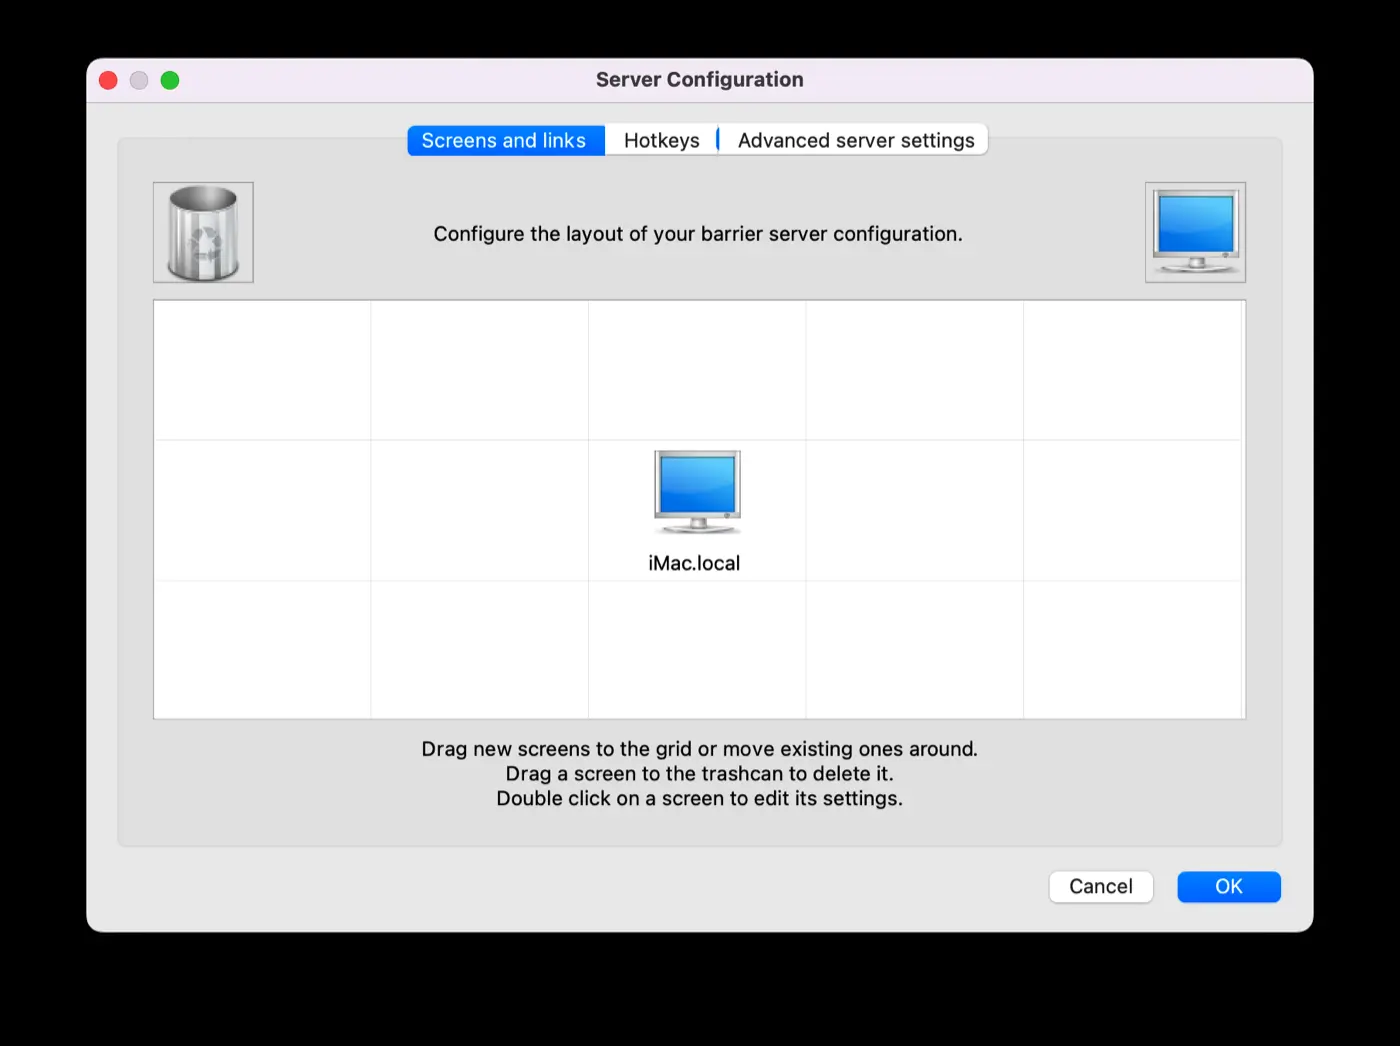 Server Configuration
Screens and links
Hotkeys
Advanced server settings
Configure the layout of your barrier server configuration.
iMac.local
Drag new screens to the grid or move existing ones around.
Drag a screen to the trashcan to delete it.
Double click on a screen to edit its settings.
Cancel
OK